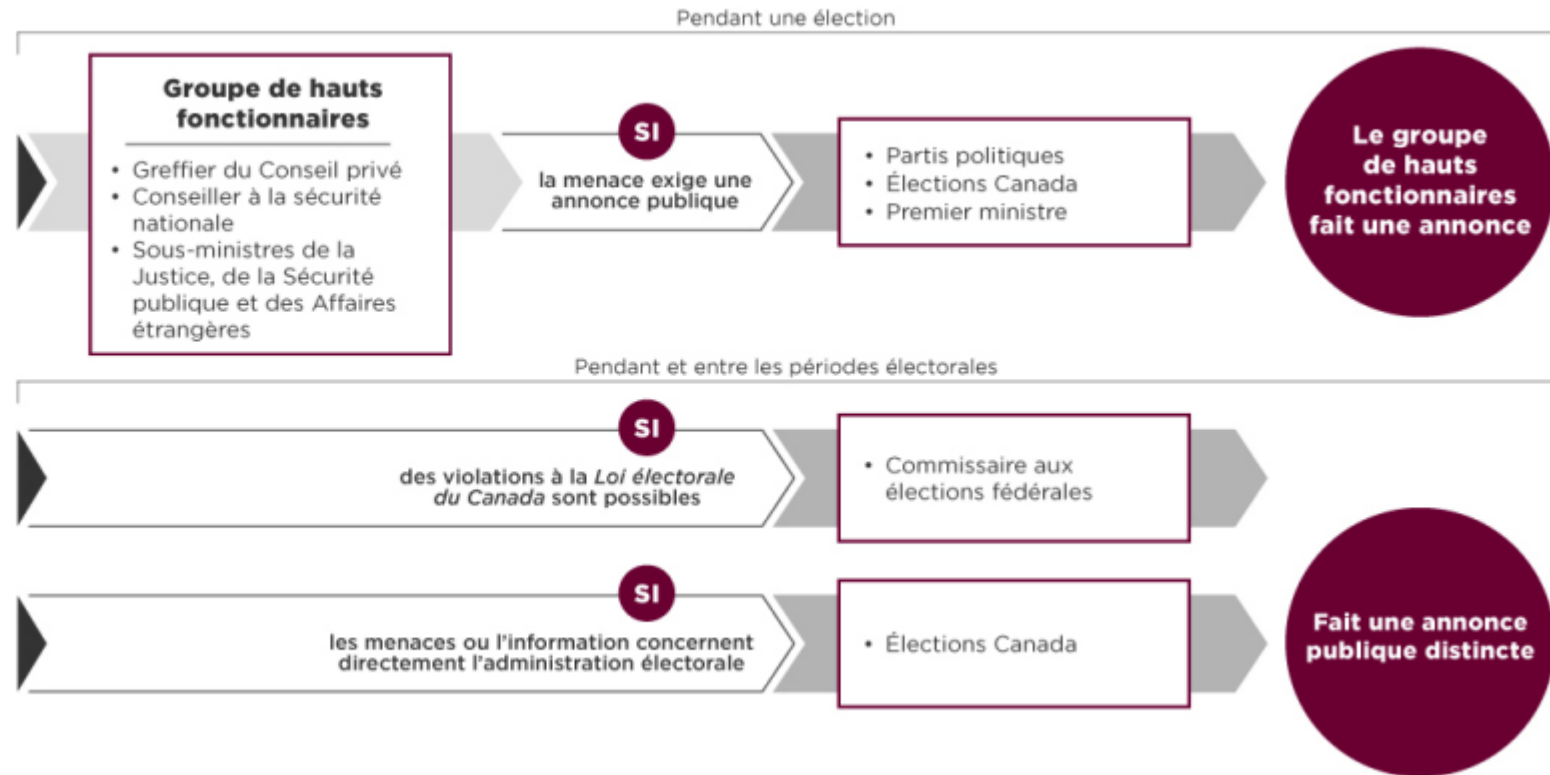 Pendant une élection
Groupe de hauts
fonctionnaires
• Greffier du Conseil privé
• Conseiller à la sécurité
nationale
• Sous-ministres de la
Justice, de la Sécurité
publique et des Affaires
étrangères
SI
la menace exige une
annonce publique
• Partis politiques
• Élections Canada
• Premier ministre
Le groupe
de hauts
fonctionnaires
fait une annonce
Pendant et entre les périodes électorales
SI
des violations à la Loi électorale
du Canada sont possibles
• Commissaire aux
élections fédérales
SI
les menaces ou l'information concernent
directement l'administration électorale
• Élections Canada
Fait une annonce
publique distincte